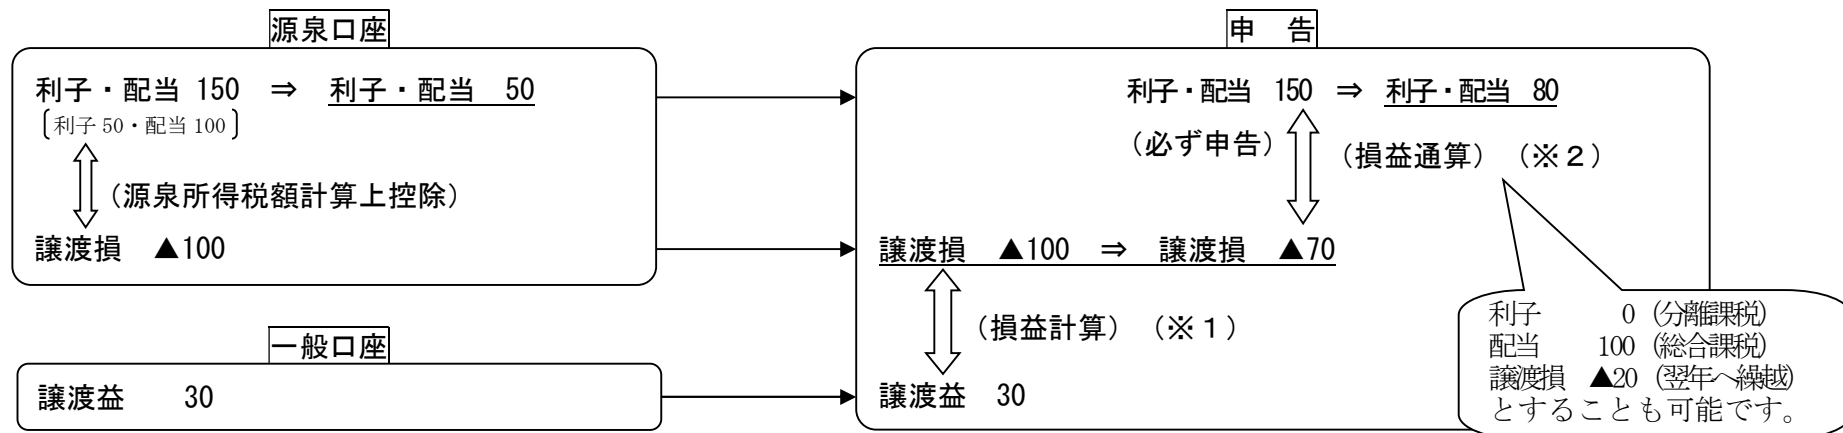 源泉口座
利子・配当 150 ⇒ 利子・配当 50
〔利子 50・配当 100〕
(源泉所得税額計算上控除)
譲渡損 ▲100
一般口座
譲渡益 30
申 告
利子・配当 150 ⇒ 利子・配当 80
(必ず申告)
(損益通算)(※2)
譲渡損 ▲100 ⇒ 譲渡損 ▲70
(損益計算)(※1)
譲渡益 30
利子 0 (分離課税)
配当 100 (総合課税)
譲渡損 ▲20 (翌年へ繰越)
とすることも可能です。